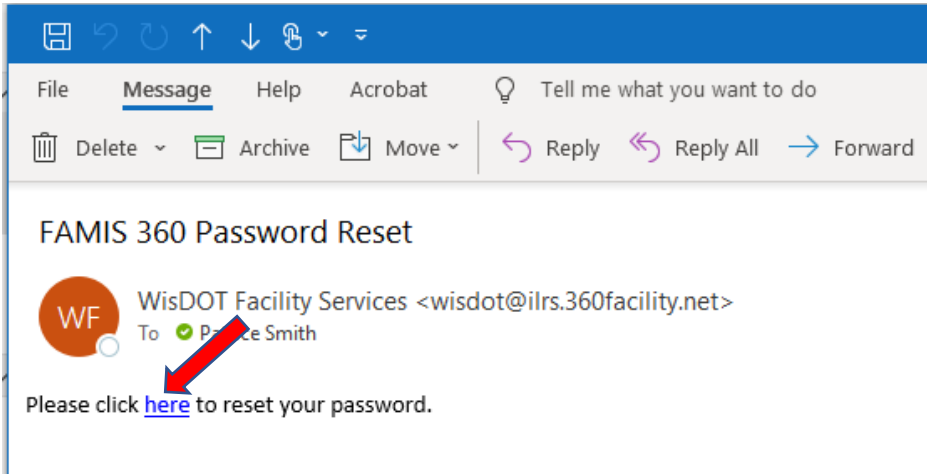 File Message Help Acrobat Tell me what you want to do
Delete Archive Move Reply Reply All Forward
FAMIS 360 Password Reset
WF
WisDOT Facility Services <wisdot@ilrs.360facility.net>
To Smith
Please click here to reset your password.